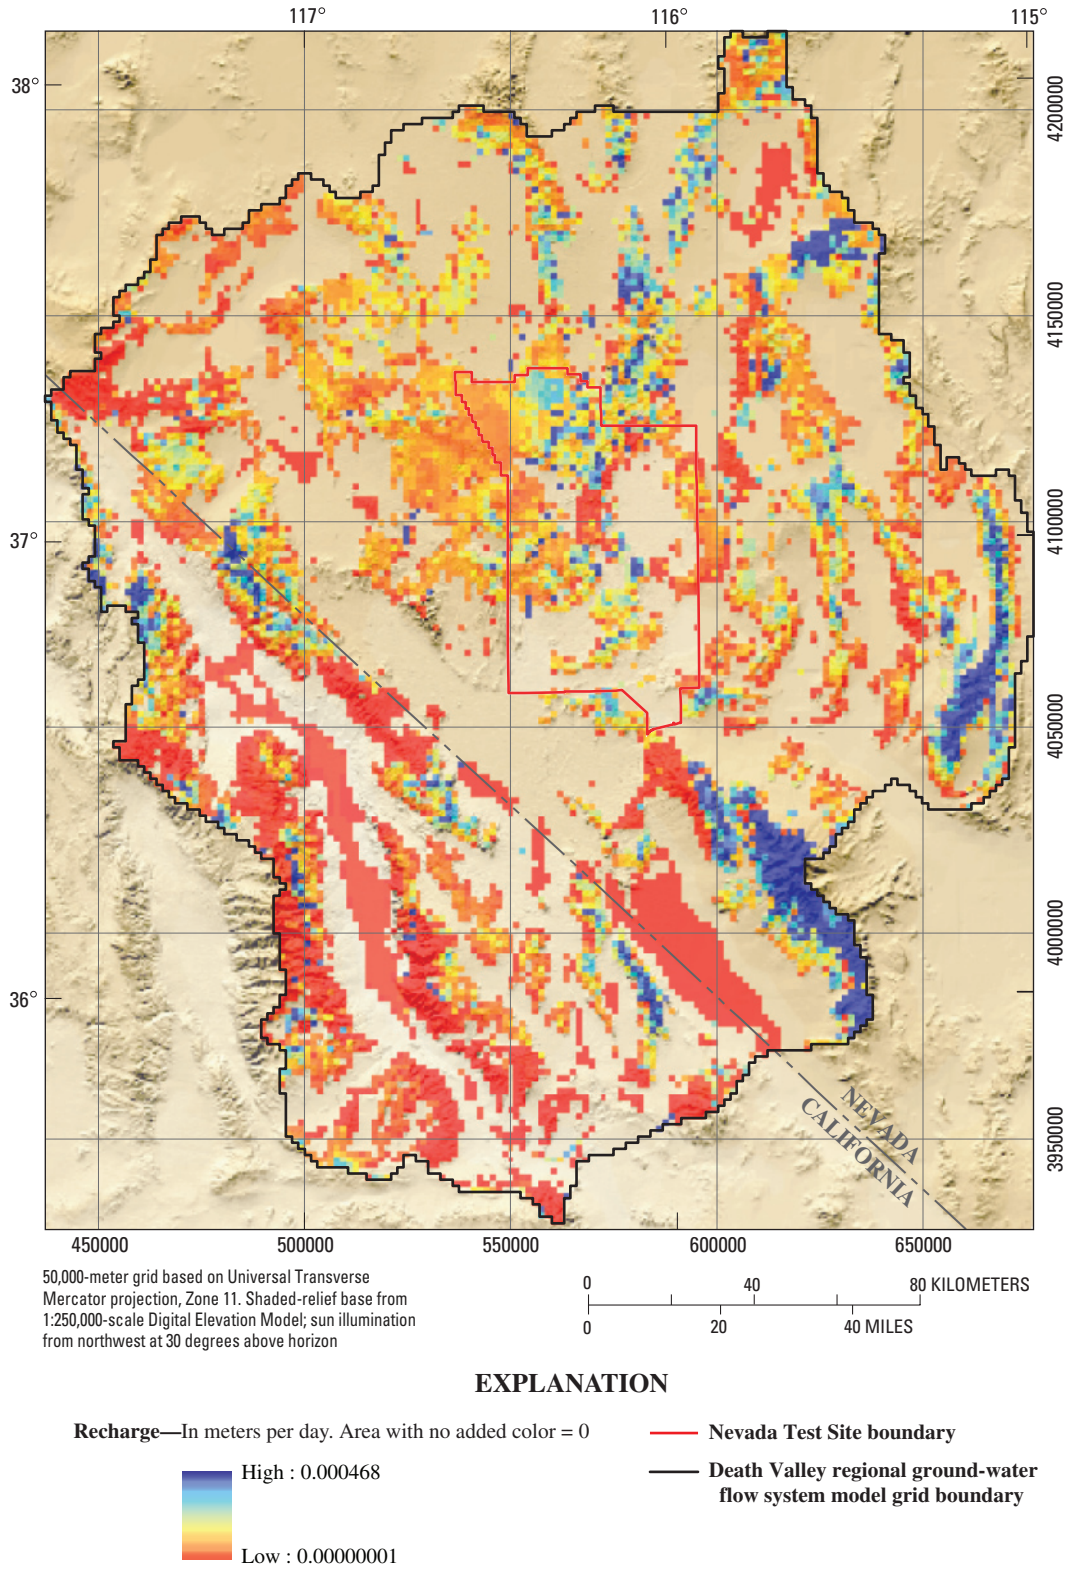 117°
116°
115°
38°
37°
36°
4200000
4150000
4100000
4050000
4000000
3950000
NEVADA
CALIFORNIA
450000
500000
550000
600000
650000
50,000-meter grid based on Universal Transverse
Mercator projection, Zone 11. Shaded-relief base from
1:250,000-scale Digital Elevation Model; sun illumination
from northwest at 30 degrees above horizon
0 40 80 KILOMETERS
0 20 40 MILES
EXPLANATION
Recharge—In meters per day. Area with no added color = 0
High : 0.000468
Low : 0.00000001
Nevada Test Site boundary
Death Valley regional ground-water
flow system model grid boundary